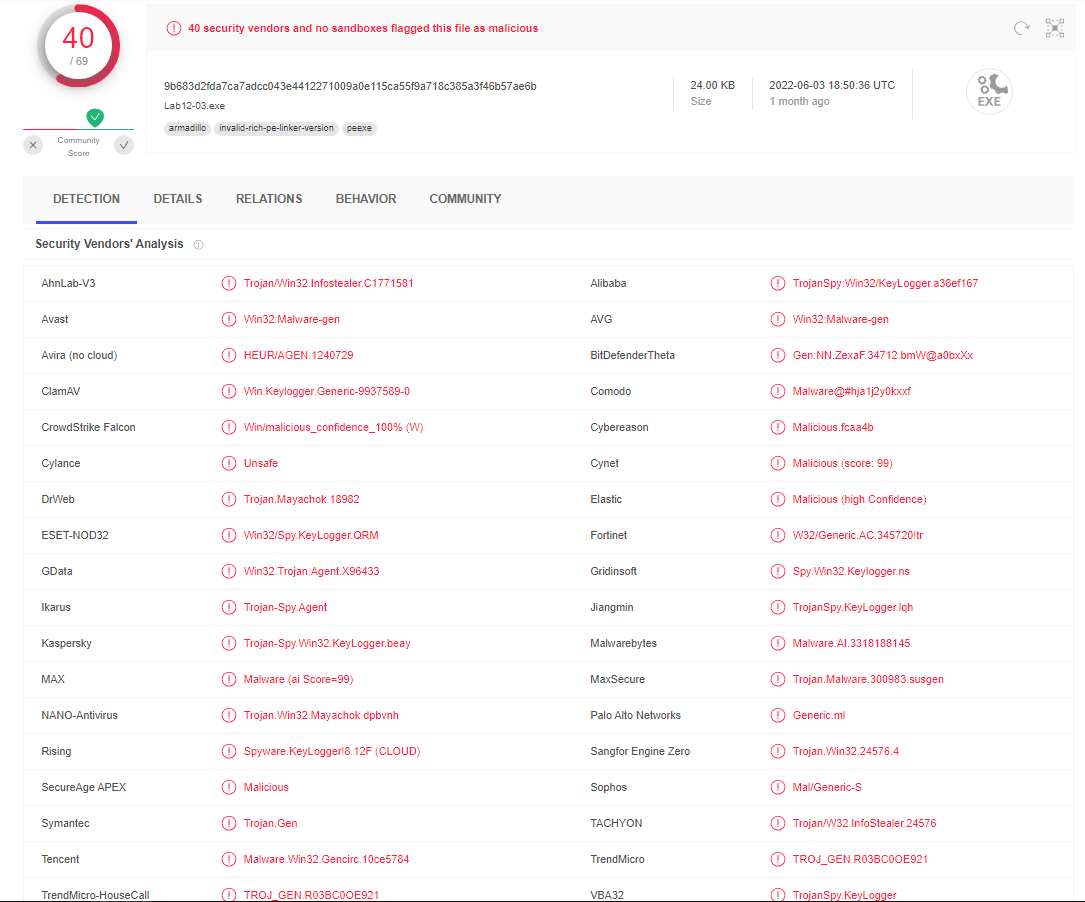 40
/ 69
40 security vendors and no sandboxes flagged this file as malicious
9b683d2fda7ca7adcc043e4412271009a0e115ca55f9a718c385a3f46b57ae6b
Lab12-03.exe
armadillo invalid-rich-pe-linker-version peexe
24.00 KB
Size
2022-06-03 18:50:36 UTC
1 month ago
EXE
Community
Score
DETECTION DETAILS RELATIONS BEHAVIOR COMMUNITY
Security Vendors' Analysis
AhnLab-V3 Trojan/Win32.Infostealer.C1771581 Alibaba TrojanSpy:Win32/KeyLogger.a38ef167
Avast Win32:Malware-gen AVG Win32:Malware-gen
Avira (no cloud) HEUR/AGEN.1240729 BitDefenderTheta Gen:NN.ZexaF.34712.bmW@a0bxXx
ClamAV Win.Keylogger.Generic-9937589-0 Comodo Malware@#hja1j2y0kxxf
CrowdStrike Falcon Win/malicious_confidence_100% (W) Cybereason Malicious.fcaa4b
Cylance Unsafe Cynet Malicious (score: 99)
DrWeb Trojan.Mayachok.18982 Elastic Malicious (high Confidence)
ESET-NOD32 Win32/Spy.KeyLogger.QRM Fortinet W32/Generic.AC.345720!tr
GData Win32.Trojan.Agent.X96433 Gridinsoft Spy.Win32.Keylogger.ns
Ikarus Trojan-Spy.Agent Jiangmin TrojanSpy.KeyLogger.lqh
Kaspersky Trojan-Spy.Win32.KeyLogger.beay Malwarebytes Malware.AI.3318188145
MAX Malware (ai Score=99) MaxSecure Trojan.Malware.300983.susgen
NANO-Antivirus Trojan.Win32.Mayachok.dpbvnh Palo Alto Networks Generic.ml
Rising Spyware.KeyLogger!8.12F (CLOUD) Sangfor Engine Zero Trojan.Win32.24576.4
SecureAge APEX Malicious Sophos Mal/Generic-S
Symantec Trojan.Gen TACHYON Trojan/W32.InfoStealer.24576
Tencent Malware.Win32.Gencirc.10ce5784 TrendMicro TROJ_GEN.R03BC0OE921
TrendMicro-HouseCall TROJ_GEN.R03BC0OE921 VBA32 TrojanSpy.KeyLogger